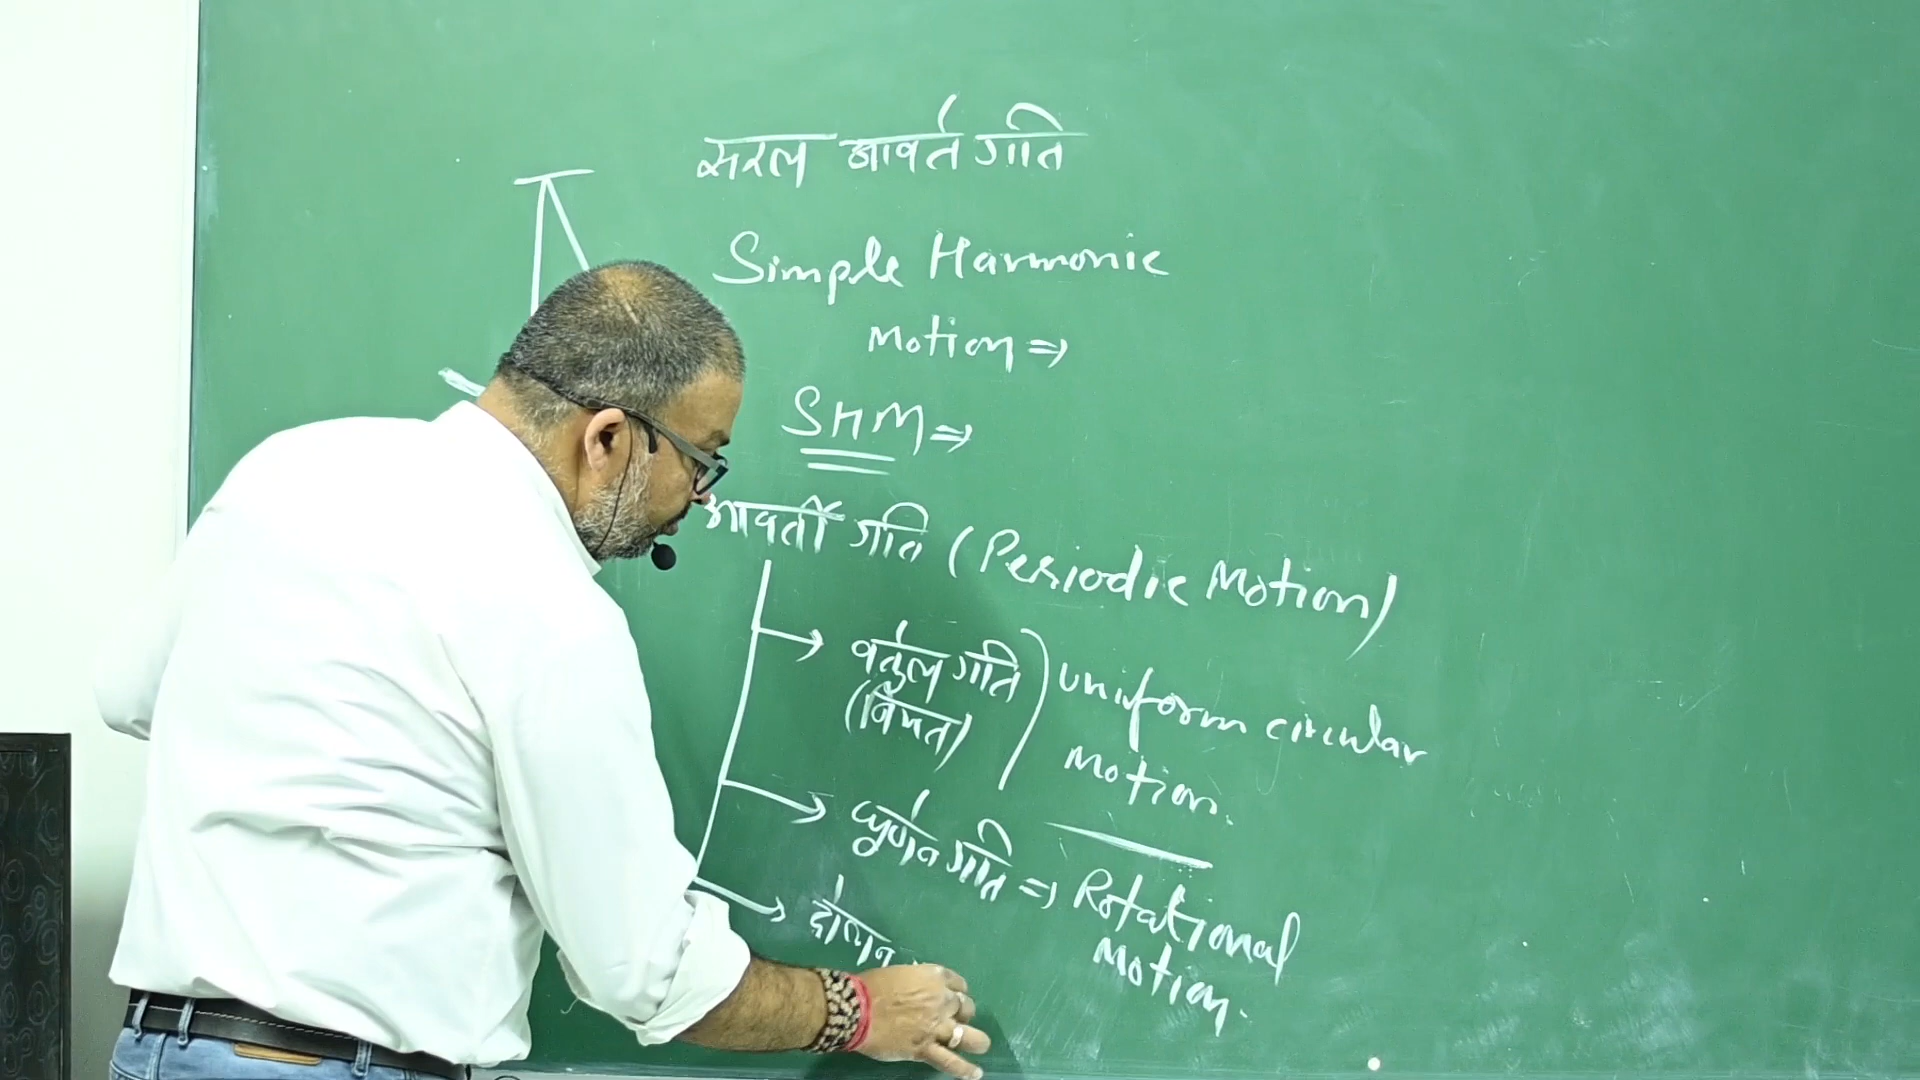 सरल आवर्त गति
Simple Harmonic
Motion ⇒
SHM ⇒
आवर्ती गति (Periodic Motion)
→ वर्तुल गति
(नियत)
uniform circular
Motion.
→ घूर्णन गति ⇒ Rotational
Motion.
→ दोलन